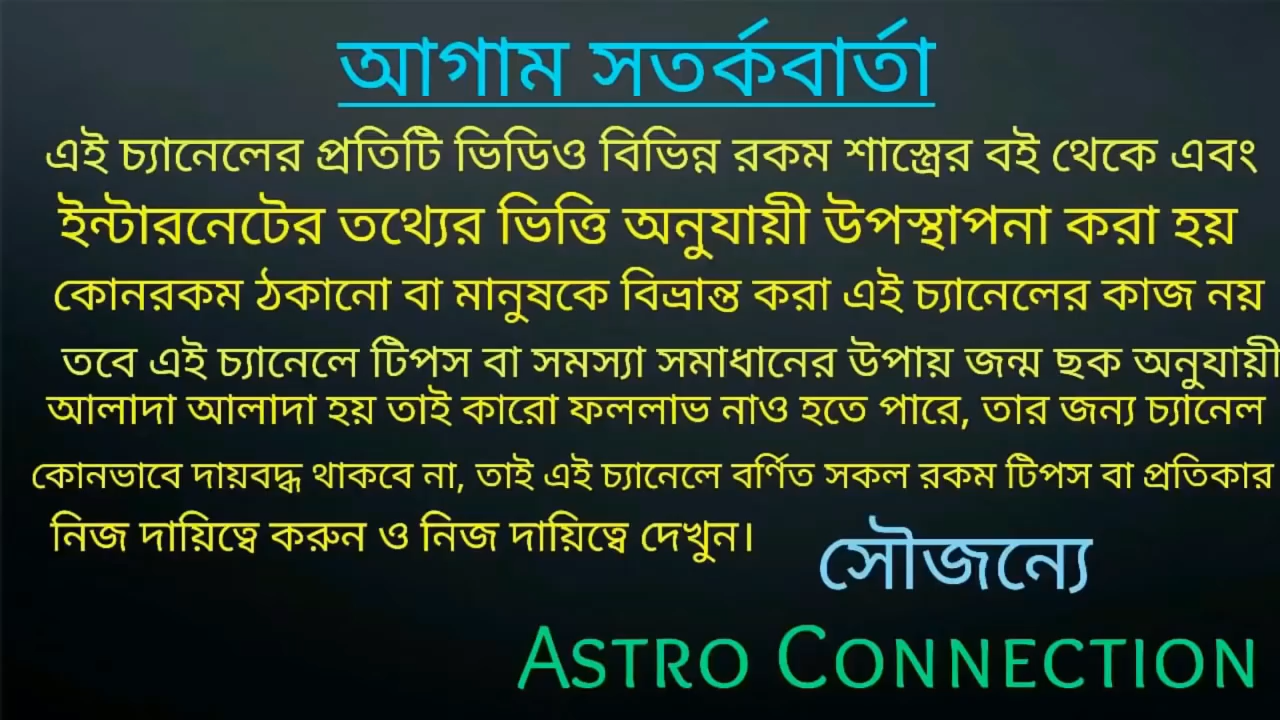 আগাম সতর্কবার্তা
এই চ্যানেলের প্রতিটি ভিডিও বিভিন্ন রকম শাস্ত্রের বই থেকে এবং
ইন্টারনেটের তথ্যের ভিত্তি অনুযায়ী উপস্থাপনা করা হয়
কোনরকম ঠকানো বা মানুষকে বিভ্রান্ত করা এই চ্যানেলের কাজ নয়
তবে এই চ্যানেলে টিপস বা সমস্যা সমাধানের উপায় জন্ম ছক অনুযায়ী
আলাদা আলাদা হয় তাই কারো ফললাভ নাও হতে পারে, তার জন্য চ্যানেল
কোনভাবে দায়বদ্ধ থাকবে না, তাই এই চ্যানেলে বর্ণিত সকল রকম টিপস বা প্রতিকার
নিজ দায়িত্বে করুন ও নিজ দায়িত্বে দেখুন।
সৌজন্যে
ASTRO CONNECTION